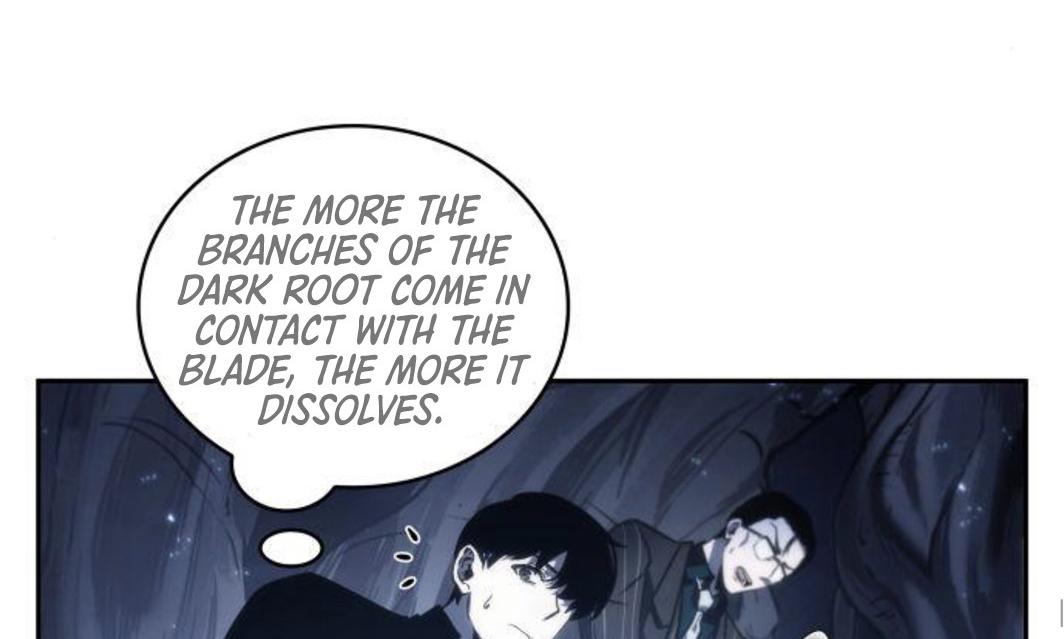 THE MORE THE
BRANCHES OF THE
DARK ROOT COME IN
CONTACT WITH THE
BLADE, THE MORE IT
DISSOLVES.